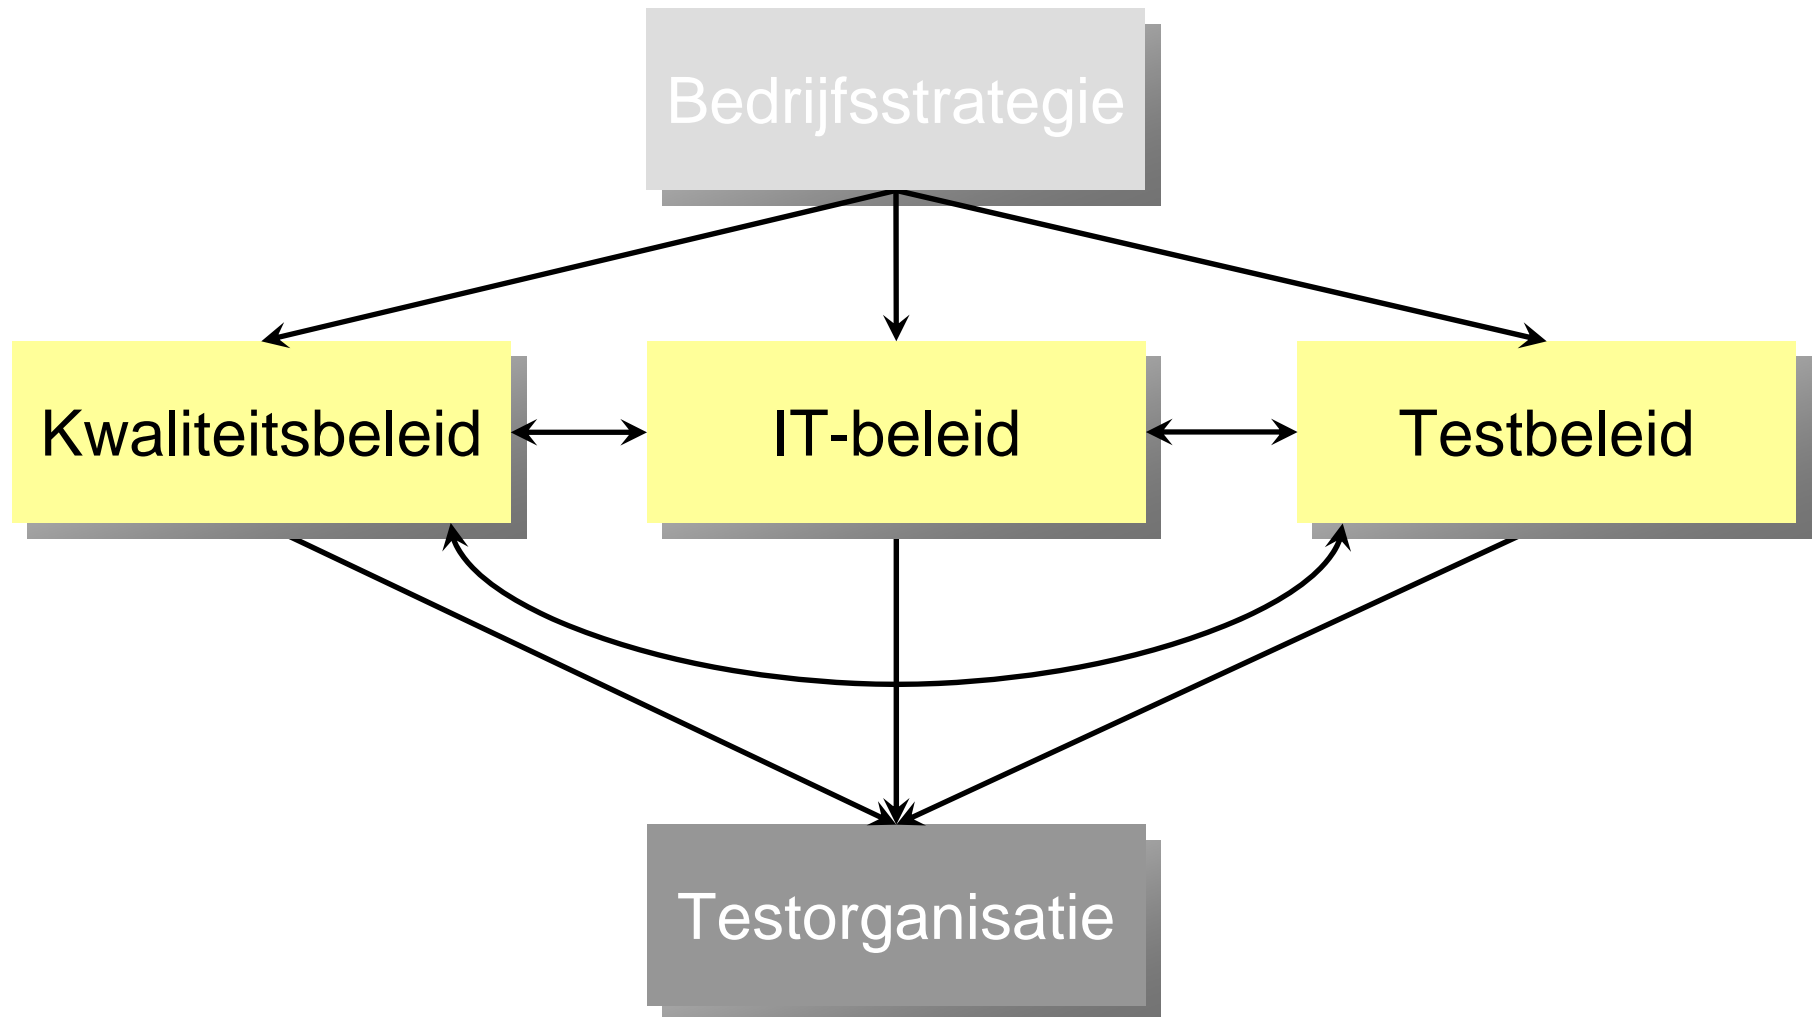 Bedrijfsstrategie
Kwaliteitsbeleid
IT-beleid
Testbeleid
Testorganisatie